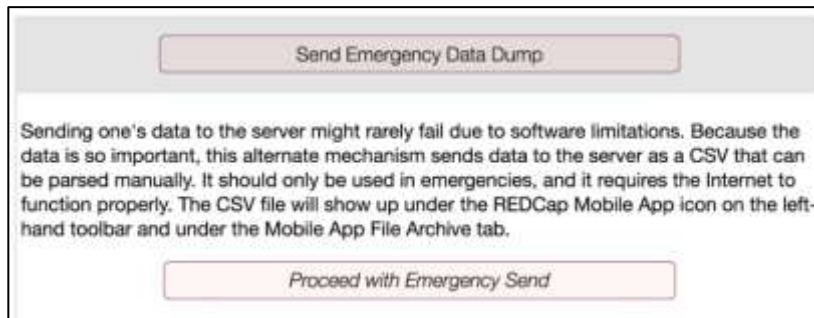 Send Emergency Data Dump
Sending one's data to the server might rarely fail due to software limitations. Because the
data is so important, this alternate mechanism sends data to the server as a CSV that can
be parsed manually. It should only be used in emergencies, and it requires the Internet to
function properly. The CSV file will show up under the REDCap Mobile App icon on the left-
hand toolbar and under the Mobile App File Archive tab.
Proceed with Emergency Send